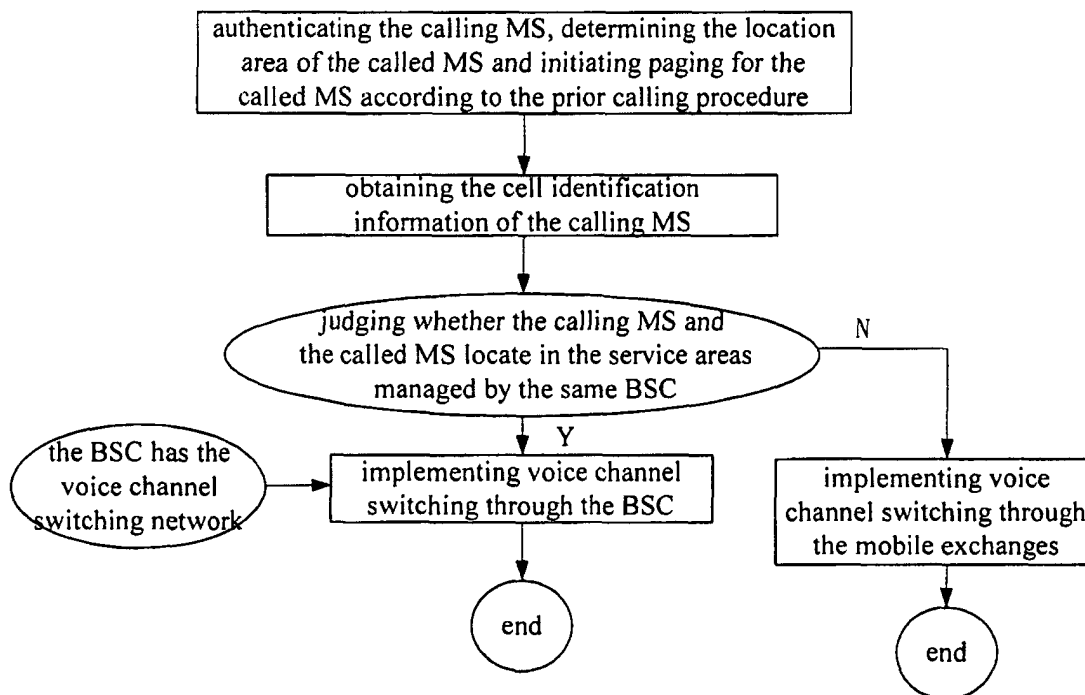 authenticating the calling MS, determining the location
area of the called MS and initiating paging for the
called MS according to the prior calling procedure
obtaining the cell identification
information of the calling MS
judging whether the calling MS and
the called MS locate in the service areas
managed by the same BSC
N
Y
the BSC has the
voice channel
switching network
implementing voice channel
switching through the BSC
implementing voice
channel switching through
the mobile exchanges
end
end